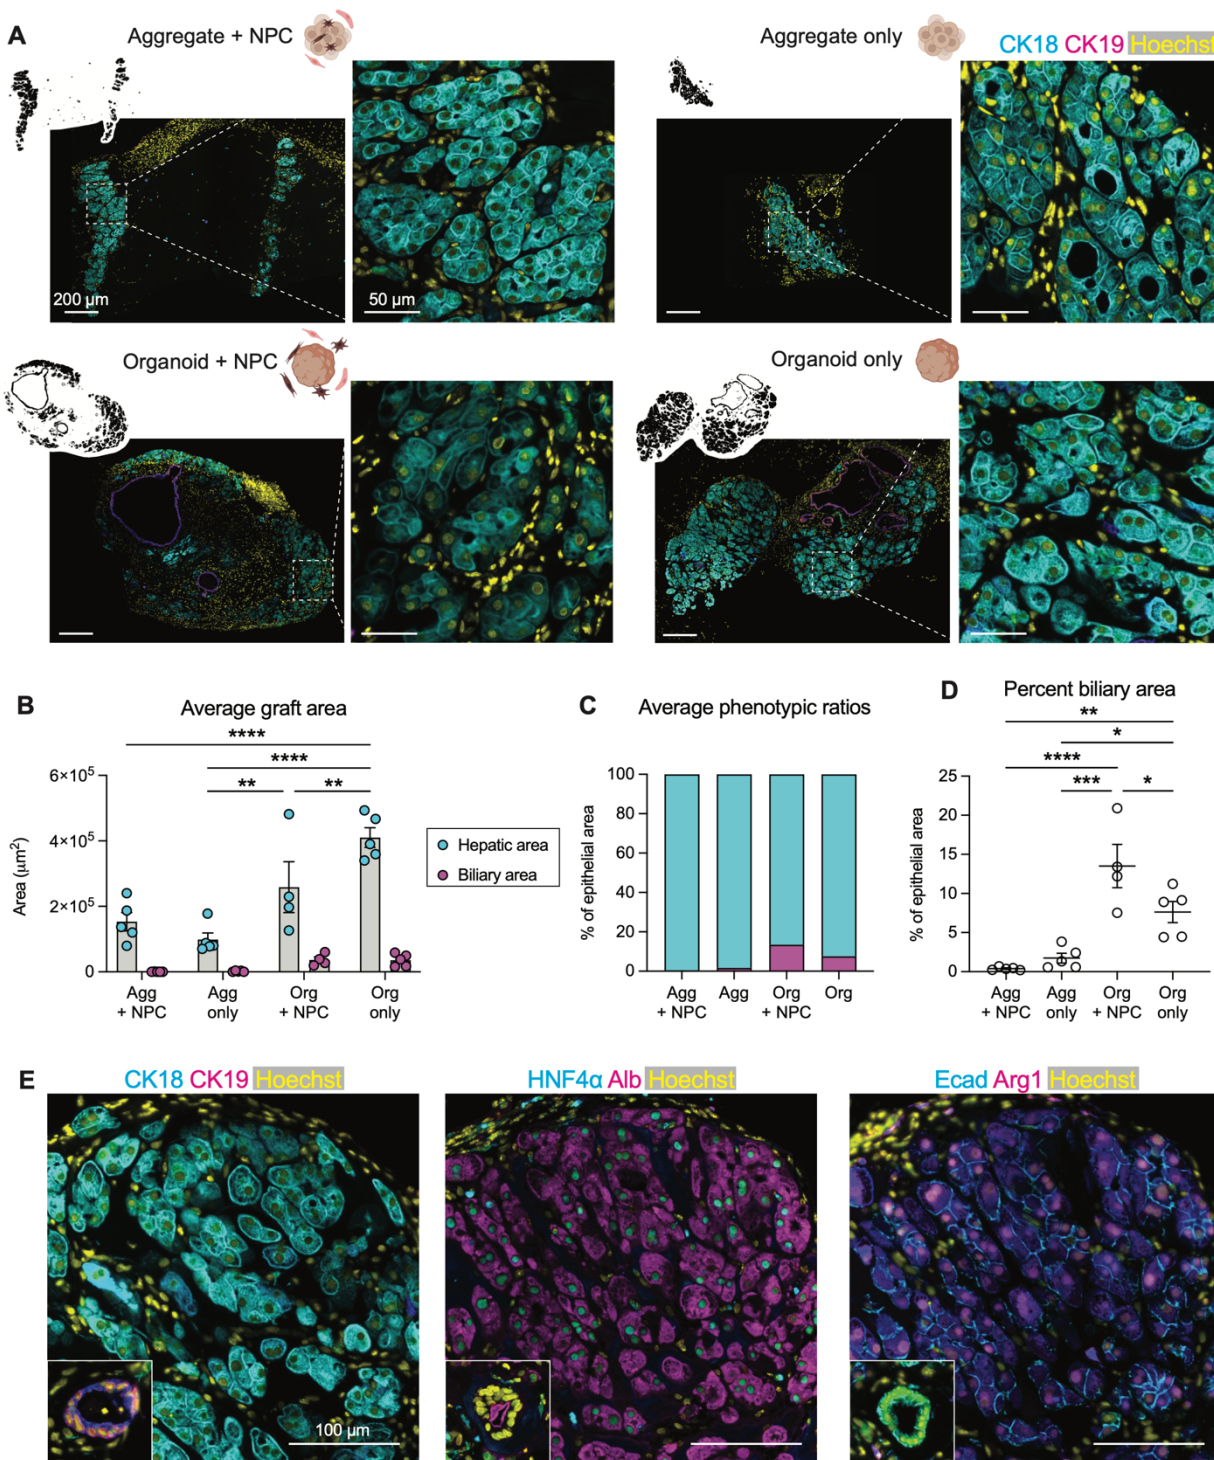 A
Aggregate + NPC
Aggregate only
CK18 CK19 Hoechst
200 µm
50 µm
Organoid + NPC
Organoid only
B
Average graft area
****
****
**
**
6×10⁵
4×10⁵
2×10⁵
0
Area (µm²)
Agg + NPC
Agg only
Org + NPC
Org only
Hepatic area
Biliary area
C
Average phenotypic ratios
100
80
60
40
20
0
% of epithelial area
Agg + NPC
Agg
Org + NPC
Org
D
Percent biliary area
**
*
****
***
*
25
20
15
10
5
0
% of epithelial area
Agg + NPC
Agg only
Org + NPC
Org only
E
CK18 CK19 Hoechst
HNF4α Alb Hoechst
Ecad Arg1 Hoechst
100 µm